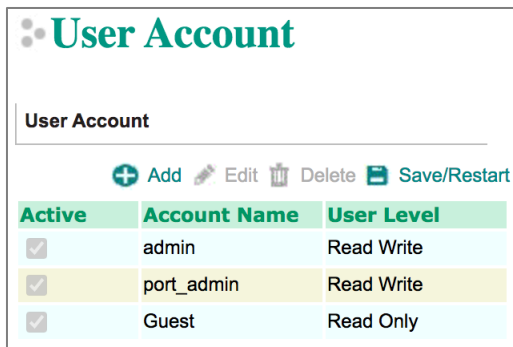 User Account
User Account
Add Edit Delete Save/Restart
Active Account Name User Level
admin Read Write
port_admin Read Write
Guest Read Only